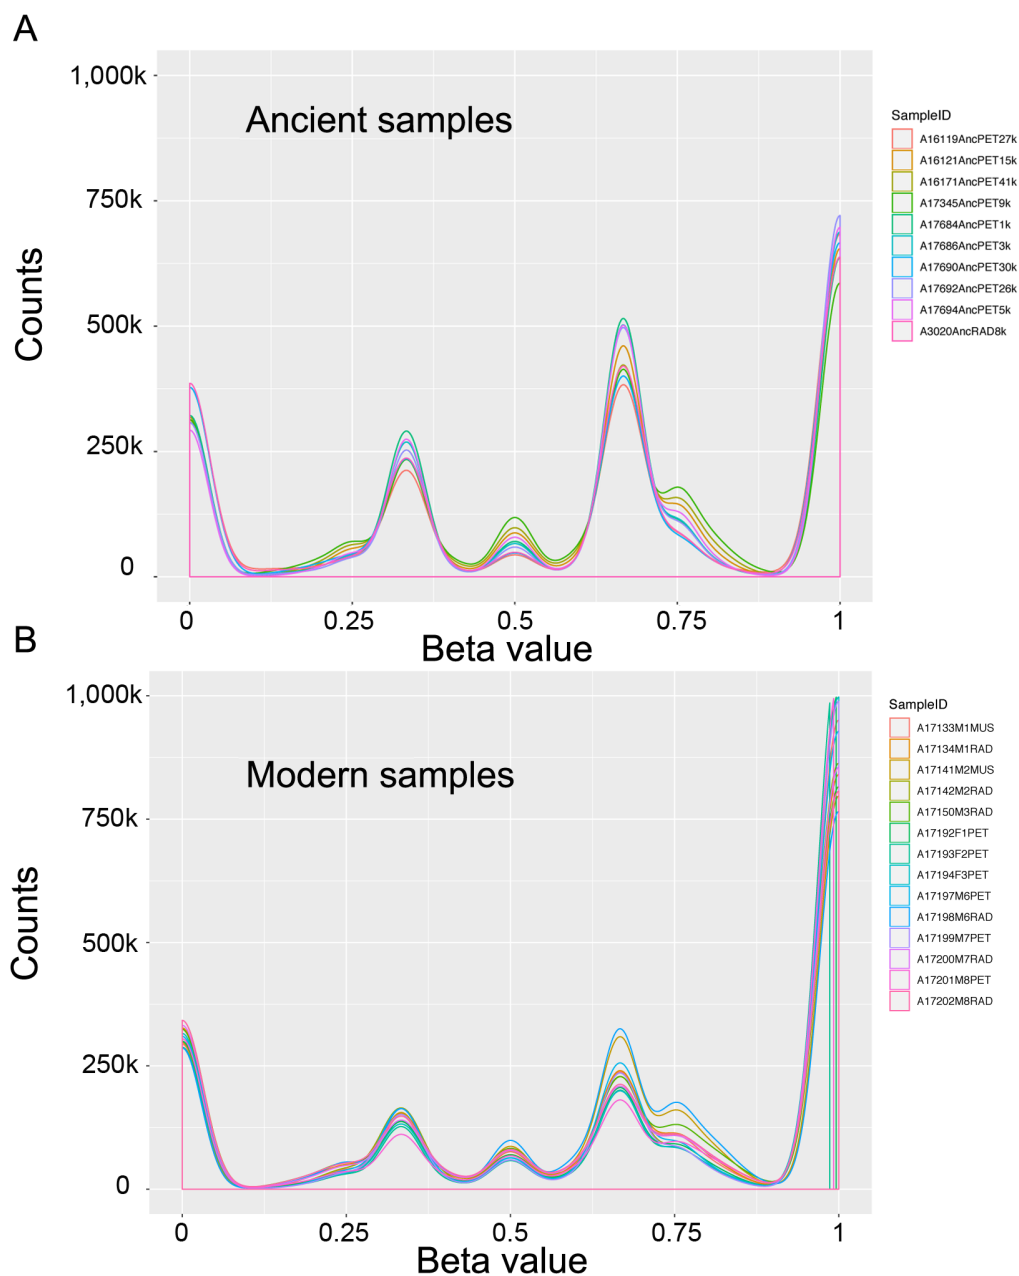 A
1,000k
750k
500k
250k
0
Counts
Ancient samples
0 0.25 0.5 0.75 1
Beta value
SampleID
A16119AncPET27k
A16121AncPET15k
A16171AncPET41k
A17345AncPET9k
A17684AncPET1k
A17686AncPET3k
A17690AncPET30k
A17692AncPET26k
A17694AncPET5k
A3020AncRAD8k
B
1,000k
750k
500k
250k
0
Counts
Modern samples
0 0.25 0.5 0.75 1
Beta value
SampleID
A17133M1MUS
A17134M1RAD
A17141M2MUS
A17142M2RAD
A17150M3RAD
A17192F1PET
A17193F2PET
A17194F3PET
A17197M6PET
A17198M6RAD
A17199M7PET
A17200M7RAD
A17201M8PET
A17202M8RAD